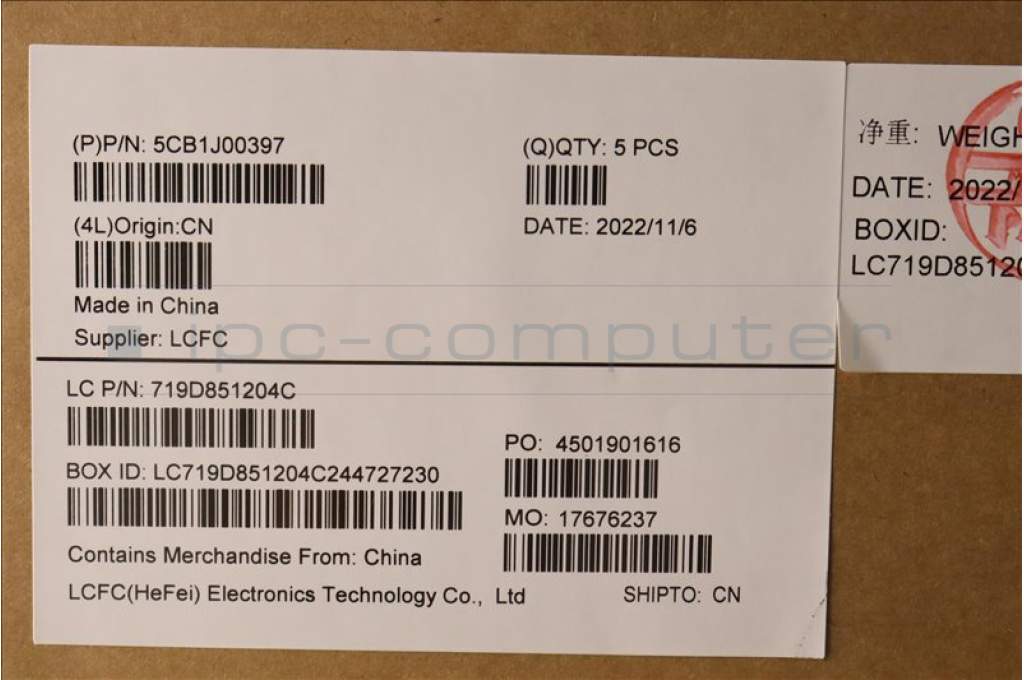 (P)P/N: 5CB1J00397
(Q)QTY: 5 PCS
(4L)Origin:CN
DATE: 2022/11/6
Made in China
Supplier: LCFC
ipc-computer
LC P/N: 719D851204C
PO: 4501901616
BOX ID: LC719D851204C244727230
MO: 17676237
Contains Merchandise From: China
LCFC(HeFei) Electronics Technology Co., Ltd
SHIPTO: CN
净重: WEIGH
DATE: 2022/
BOXID:
LC719D85120